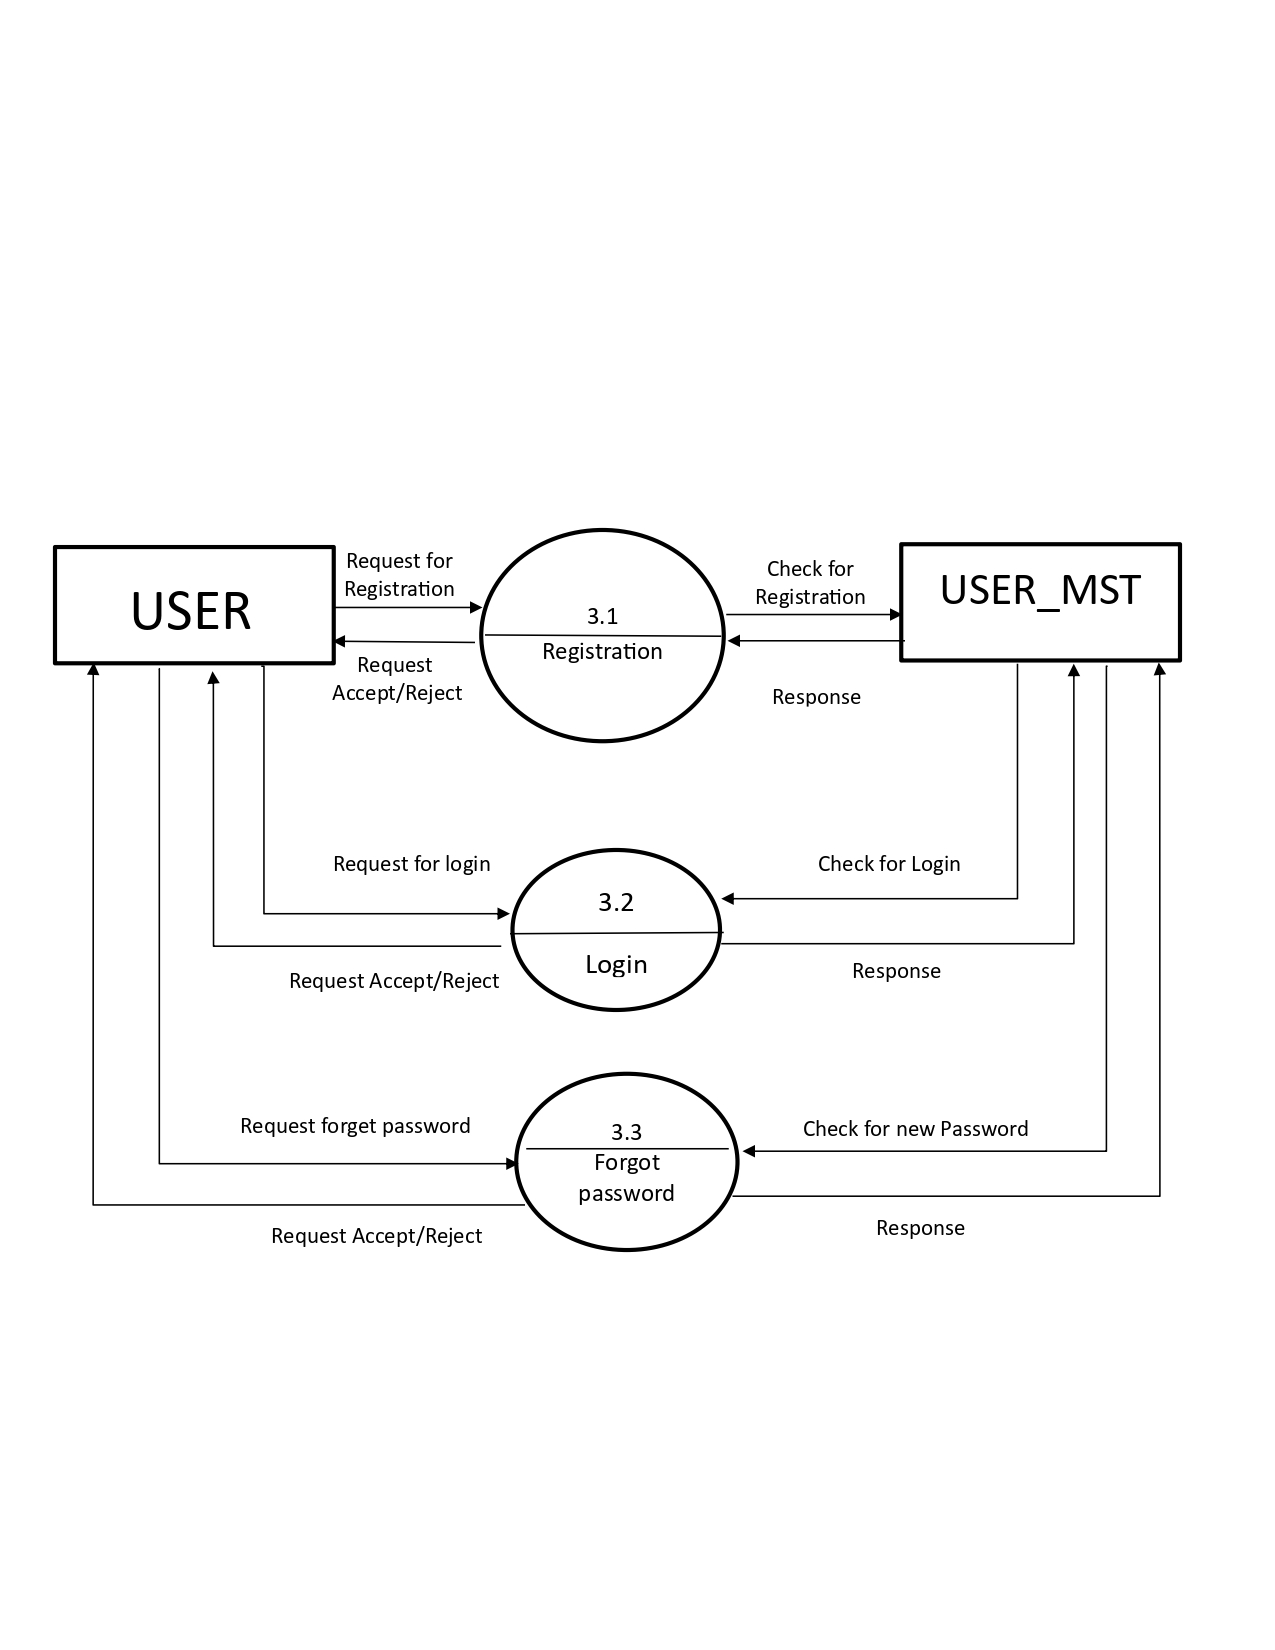 USER
Request for
Registration
Request
Accept/Reject
3.1
Registration
Check for
Registration
Response
USER_MST
Request for login
Request Accept/Reject
3.2
Login
Check for Login
Response
Request forget password
Request Accept/Reject
3.3
Forgot
password
Check for new Password
Response